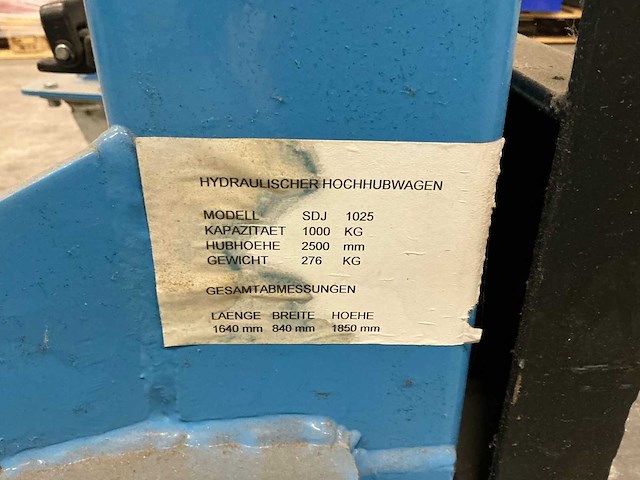 HYDRAULISCHER HOCHHUBWAGEN
MODELL SDJ 1025
KAPAZITAET 1000 KG
HUBHOEHE 2500 mm
GEWICHT 276 KG
GESAMTABMESSUNGEN
LAENGE BREITE HOEHE
1640 mm 840 mm 1850 mm